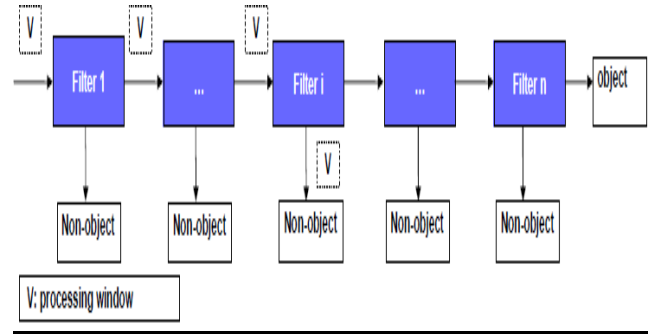 V V V
Filter 1 ... Filter i ... Filter n object
V
Non-object Non-object Non-object Non-object Non-object
V: processing window